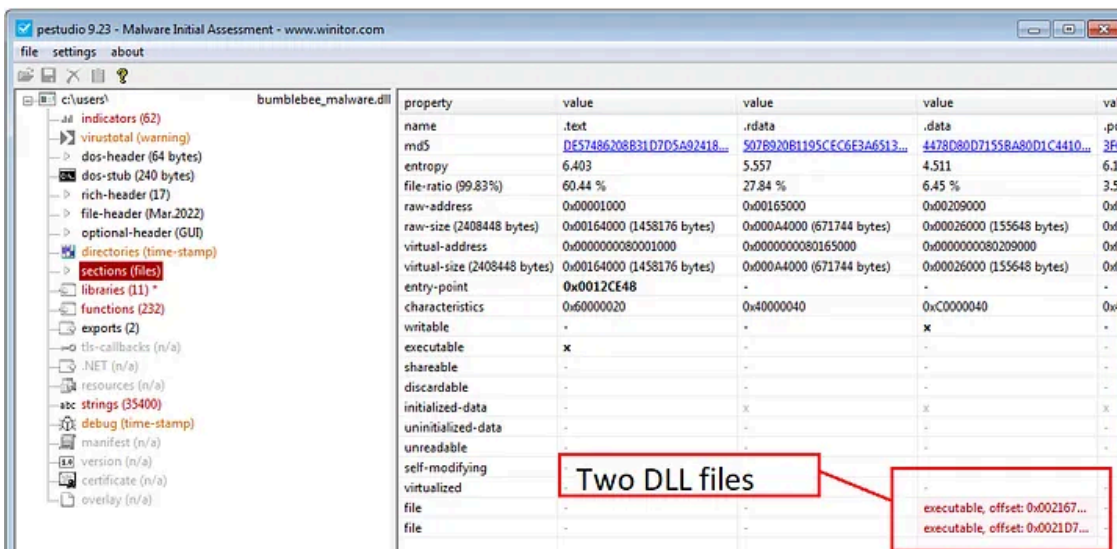 pestudio 9.23 - Malware Initial Assessment - www.winitor.com
file settings about
c:\users\ bumblebee_malware.dll
indicators (62)
virustotal (warning)
dos-header (64 bytes)
dos-stub (240 bytes)
rich-header (17)
file-header (Mar.2022)
optional-header (GUI)
directories (time-stamp)
sections (files)
libraries (11) *
functions (232)
exports (2)
tls-callbacks (n/a)
.NET (n/a)
resources (n/a)
abc strings (35400)
debug (time-stamp)
manifest (n/a)
version (n/a)
certificate (n/a)
overlay (n/a)
property value value value
name .text .rdata .data
md5 DE57486208B31D7D5A92418... 507B920B1195CEC6E3A6513... 4478D80D7155BA80D1C4410...
entropy 6.403 5.557 4.511
file-ratio (99.83%) 60.44 % 27.84 % 6.45 %
raw-address 0x00001000 0x00165000 0x00209000
raw-size (2408448 bytes) 0x00164000 (1458176 bytes) 0x000A4000 (671744 bytes) 0x00026000 (155648 bytes)
virtual-address 0x0000000080001000 0x0000000080165000 0x0000000080209000
virtual-size (2408448 bytes) 0x00164000 (1458176 bytes) 0x000A4000 (671744 bytes) 0x00026000 (155648 bytes)
entry-point 0x0012CE48 - -
characteristics 0x60000020 0x40000040 0xC0000040
writable - - x
executable x - -
shareable - - -
discardable - - -
initialized-data - x x x
uninitialized-data - - -
unreadable - - -
self-modifying
virtualized
file - - executable, offset: 0x002167...
file - - executable, offset: 0x0021D7...
Two DLL files